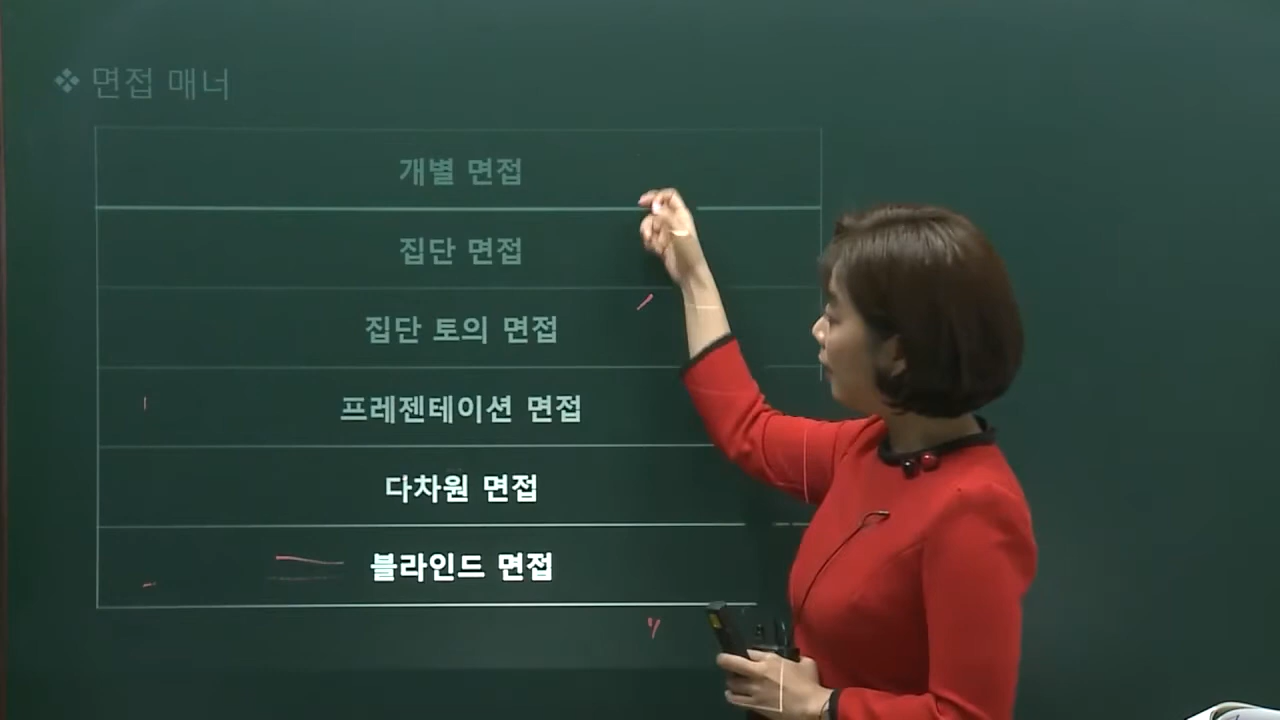 ❖ 면접 매너
개별 면접
집단 면접
집단 토의 면접
프레젠테이션 면접
다차원 면접
블라인드 면접